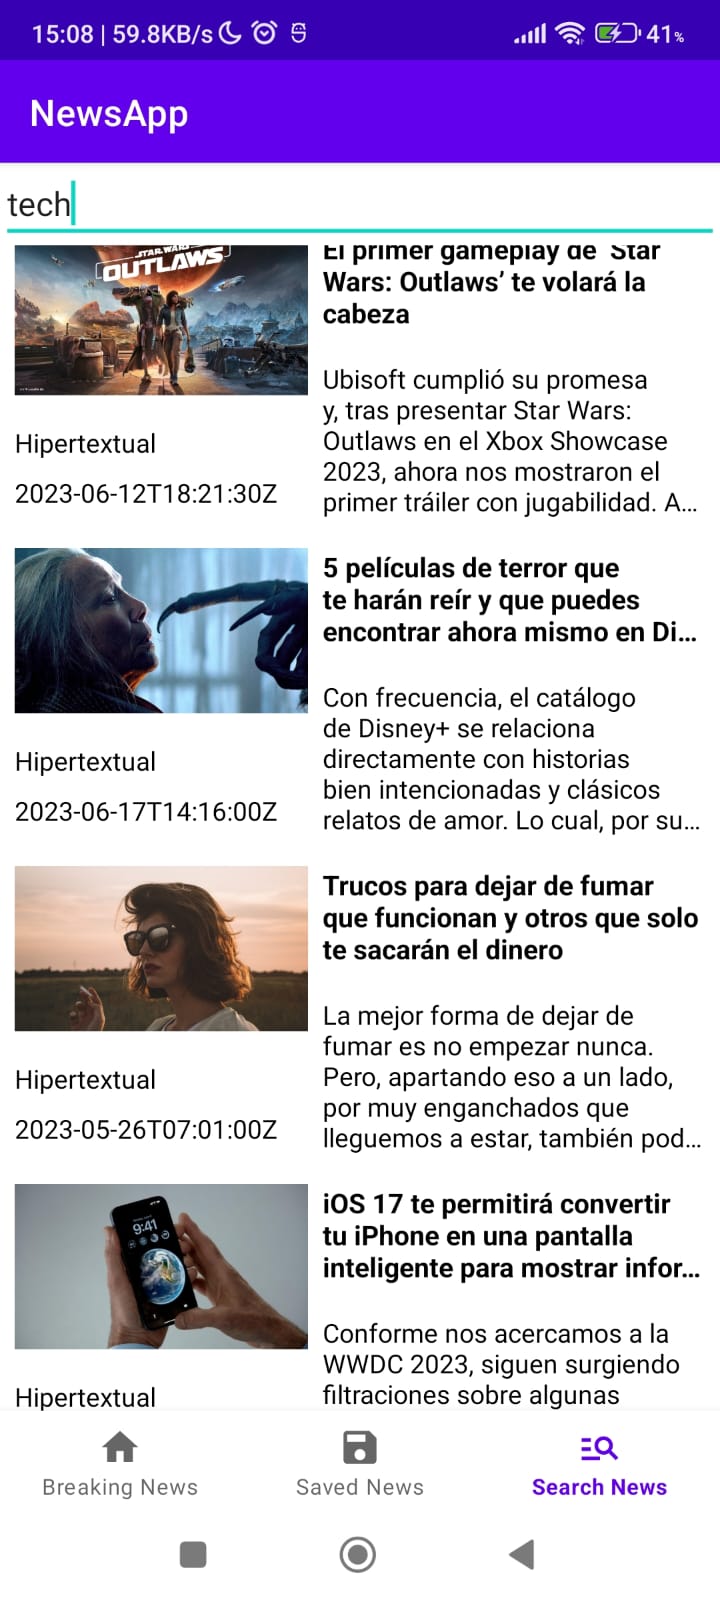 15:08 | 59.8KB/s
41%
NewsApp
tech
STAR WARS
OUTLAWS
El primer gameplay de ‘Star
Wars: Outlaws’ te volará la
cabeza
Ubisoft cumplió su promesa
y, tras presentar Star Wars:
Outlaws en el Xbox Showcase
2023, ahora nos mostraron el
primer tráiler con jugabilidad. A...
Hipertextual
2023-06-12T18:21:30Z
5 películas de terror que
te harán reír y que puedes
encontrar ahora mismo en Di...
Con frecuencia, el catálogo
de Disney+ se relaciona
directamente con historias
bien intencionadas y clásicos
relatos de amor. Lo cual, por su...
Hipertextual
2023-06-17T14:16:00Z
Trucos para dejar de fumar
que funcionan y otros que solo
te sacarán el dinero
La mejor forma de dejar de
fumar es no empezar nunca.
Pero, apartando eso a un lado,
por muy enganchados que
lleguemos a estar, también pod...
Hipertextual
2023-05-26T07:01:00Z
9:41
iOS 17 te permitirá convertir
tu iPhone en una pantalla
inteligente para mostrar infor...
Conforme nos acercamos a la
WWDC 2023, siguen surgiendo
filtraciones sobre algunas
Hipertextual
Breaking News
Saved News
Search News